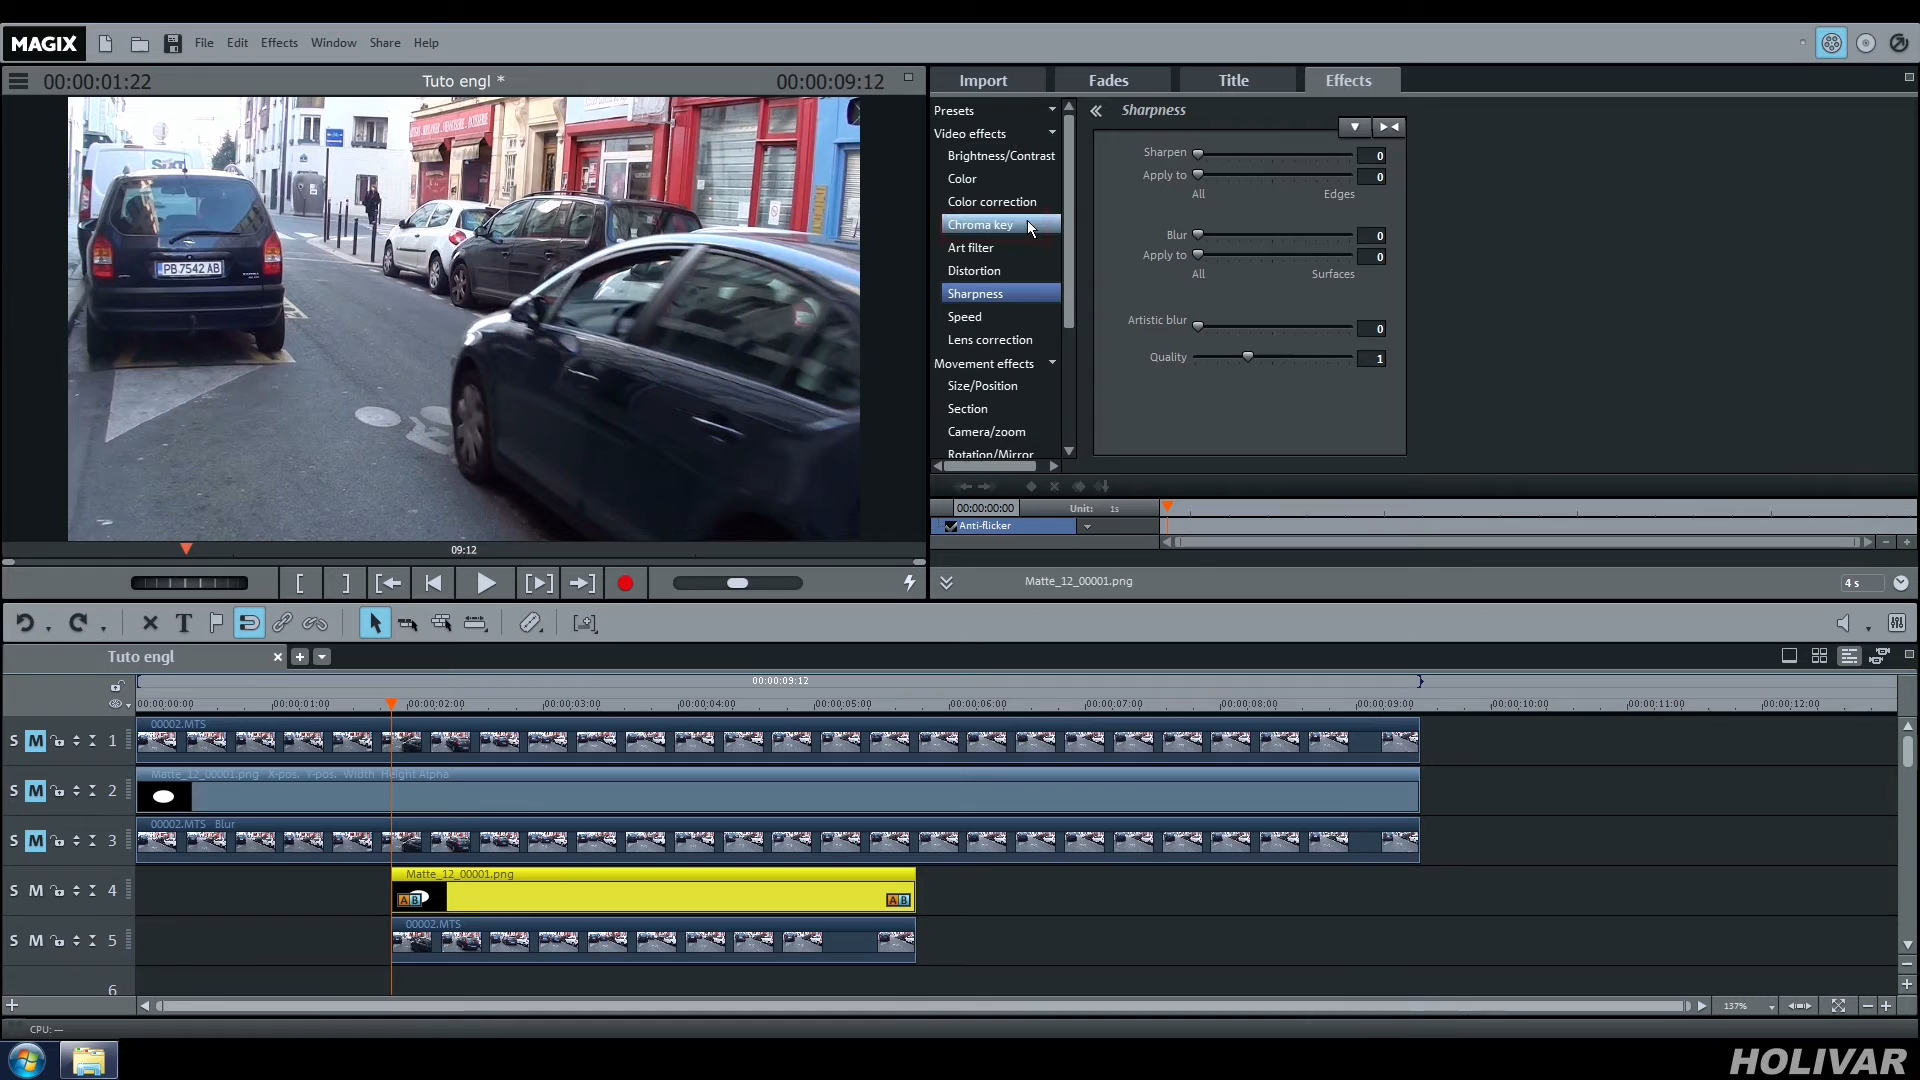 MAGIX File Edit Effects Window Share Help
00:00:01:22 Tuto engl * 00:00:09:12
Import Fades Title Effects
Presets
Video effects
Brightness/Contrast
Color
Color correction
Chroma key
Art filter
Distortion
Sharpness
Speed
Lens correction
Movement effects
Size/Position
Section
Camera/zoom
Rotation/Mirror
Sharpness
Sharpen 0
Apply to 0
All Edges
Blur 0
Apply to 0
All Surfaces
Artistic blur 0
Quality 1
Sixt
PB 7542 AB
09:12
00:00:00:00 Unit: 1s
Anti-flicker
Matte_12_00001.png 4 s
Tuto engl
00:00:09:12
00:00:00:00 00:00:01:00 00:00:02:00 00:00:03:00 00:00:04:00 00:00:05:00 00:00:06:00 00:00:07:00 00:00:08:00 00:00:09:00 00:00:10:00 00:00:11:00 00:00:12:00
00002.MTS
S M 1
Matte_12_00001.png X-pos. Y-pos. Width Height Alpha
S M 2
00002.MTS Blur
S M 3
Matte_12_00001.png
S M 4
A B A B
00002.MTS
S M 5
6
137%
CPU: —
HOLIVAR